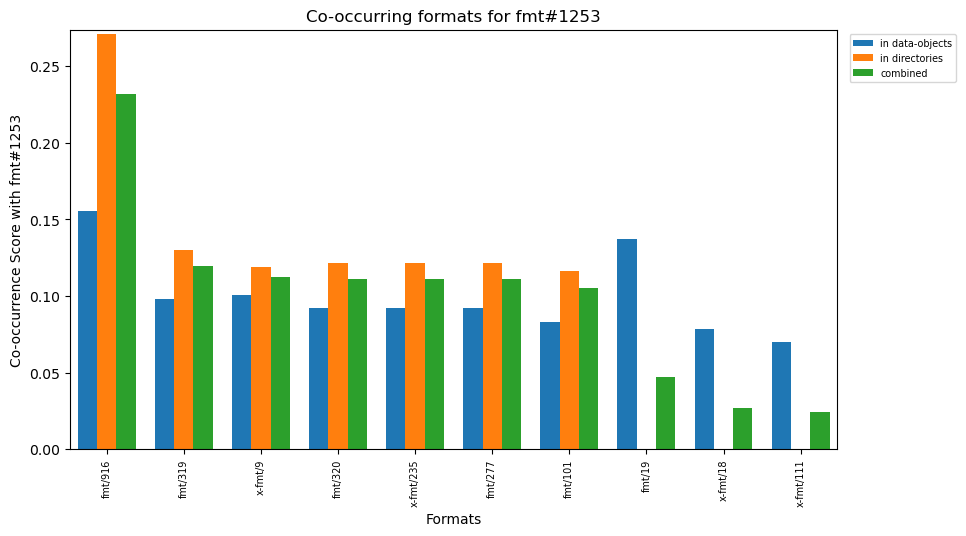 Co-occurring formats for fmt#1253
in data-objects
in directories
combined
Co-occurrence Score with fmt#1253
0.25
0.20
0.15
0.10
0.05
0.00
fmt/916
fmt/319
x-fmt/9
fmt/320
x-fmt/235
fmt/277
fmt/101
fmt/19
x-fmt/18
x-fmt/111
Formats